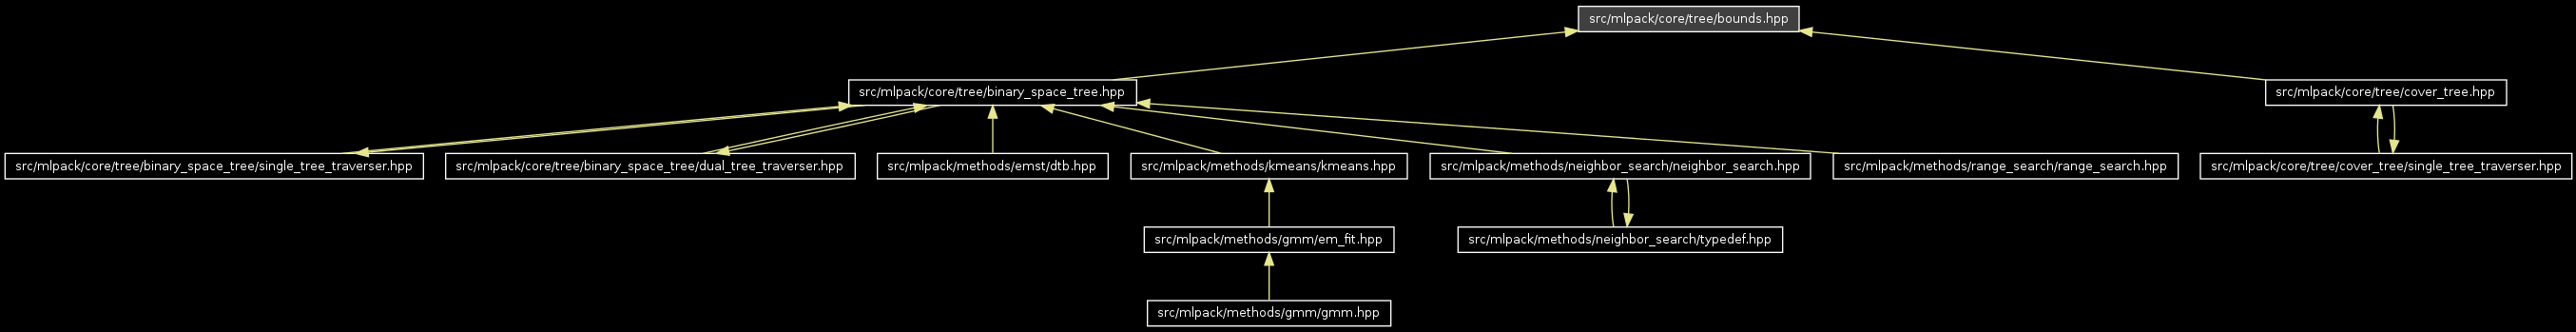 src/mlpack/core/tree/bounds.hpp
src/mlpack/core/tree/binary_space_tree.hpp
src/mlpack/core/tree/cover_tree.hpp
src/mlpack/core/tree/binary_space_tree/single_tree_traverser.hpp
src/mlpack/core/tree/binary_space_tree/dual_tree_traverser.hpp
src/mlpack/methods/emst/dtb.hpp
src/mlpack/methods/kmeans/kmeans.hpp
src/mlpack/methods/neighbor_search/neighbor_search.hpp
src/mlpack/methods/range_search/range_search.hpp
src/mlpack/core/tree/cover_tree/single_tree_traverser.hpp
src/mlpack/methods/gmm/em_fit.hpp
src/mlpack/methods/neighbor_search/typedef.hpp
src/mlpack/methods/gmm/gmm.hpp